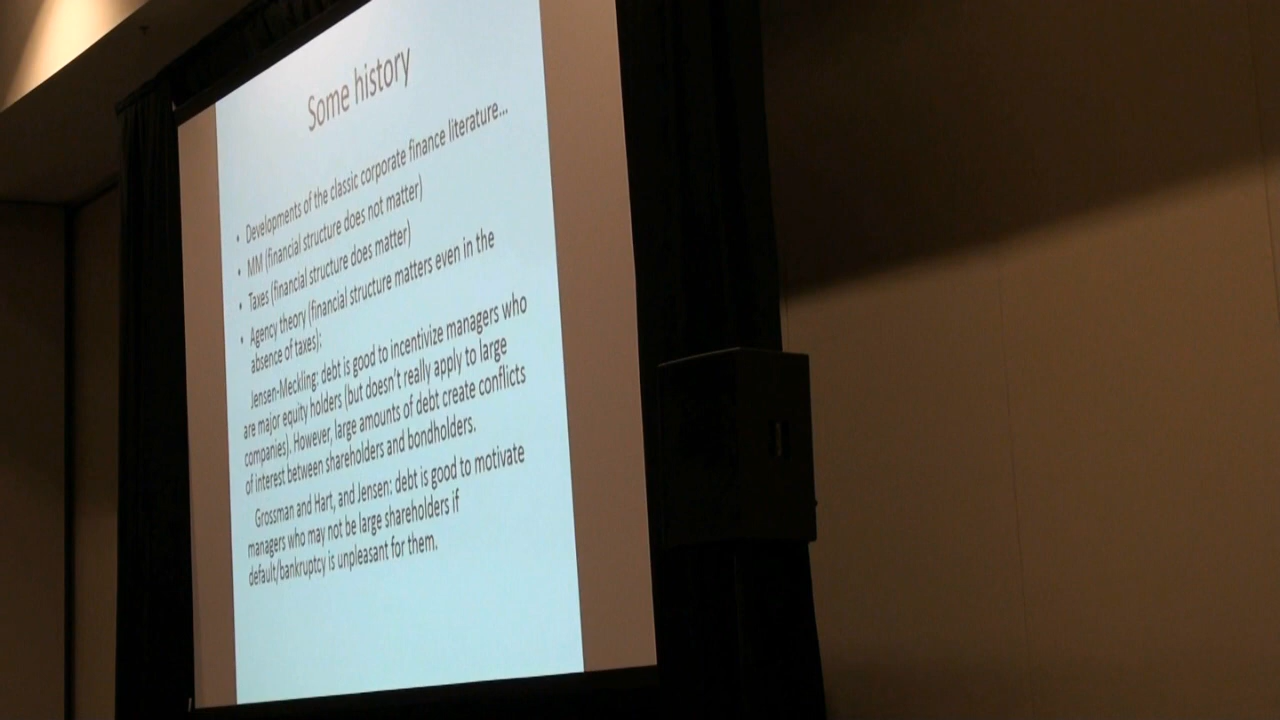 Some history
• Developments of the classic corporate finance literature...
• MM (financial structure does not matter)
• Taxes (financial structure does matter)
• Agency theory (financial structure matters even in the
absence of taxes):
Jensen-Meckling: debt is good to incentivize managers who
are major equity holders (but doesn't really apply to large
companies). However, large amounts of debt create conflicts
of interest between shareholders and bondholders.
Grossman and Hart, and Jensen: debt is good to motivate
managers who may not be large shareholders if
default/bankruptcy is unpleasant for them.